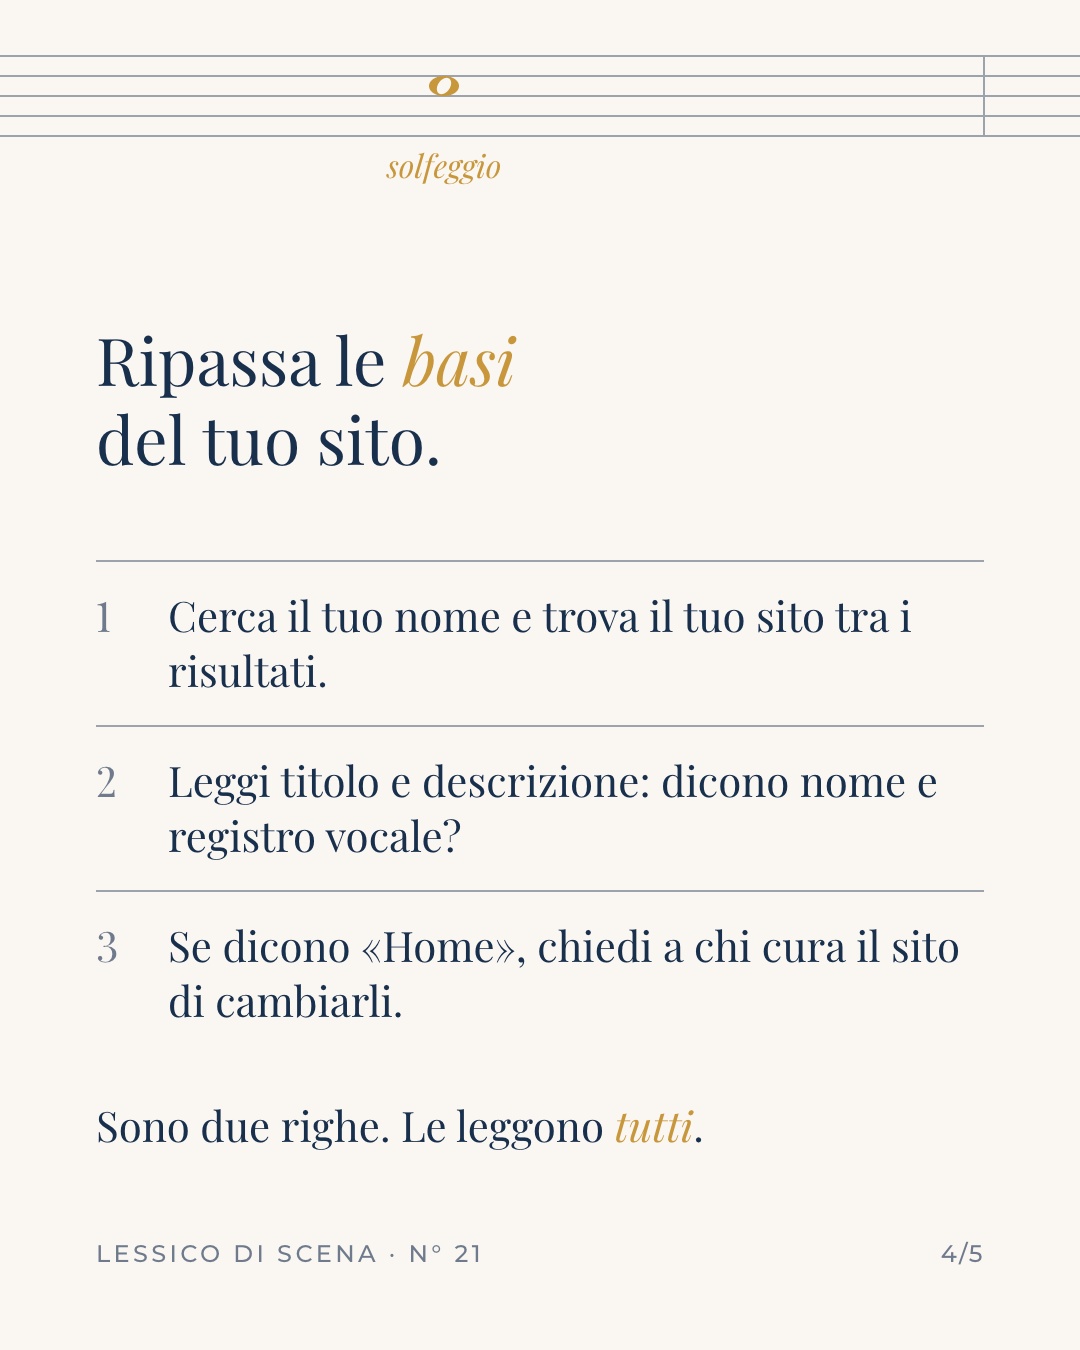 solfeggio
Ripassa le basi
del tuo sito.
1 Cerca il tuo nome e trova il tuo sito tra i
risultati.
2 Leggi titolo e descrizione: dicono nome e
registro vocale?
3 Se dicono «Home», chiedi a chi cura il sito
di cambiarli.
Sono due righe. Le leggono tutti.
LESSICO DI SCENA · N° 21 4/5